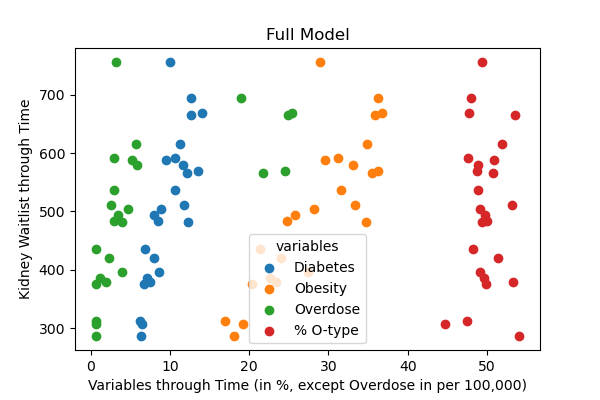 Full Model
Kidney Waitlist through Time
700
600
500
400
300
variables
Diabetes
Obesity
Overdose
% O-type
0 10 20 30 40 50
Variables through Time (in %, except Overdose in per 100,000)